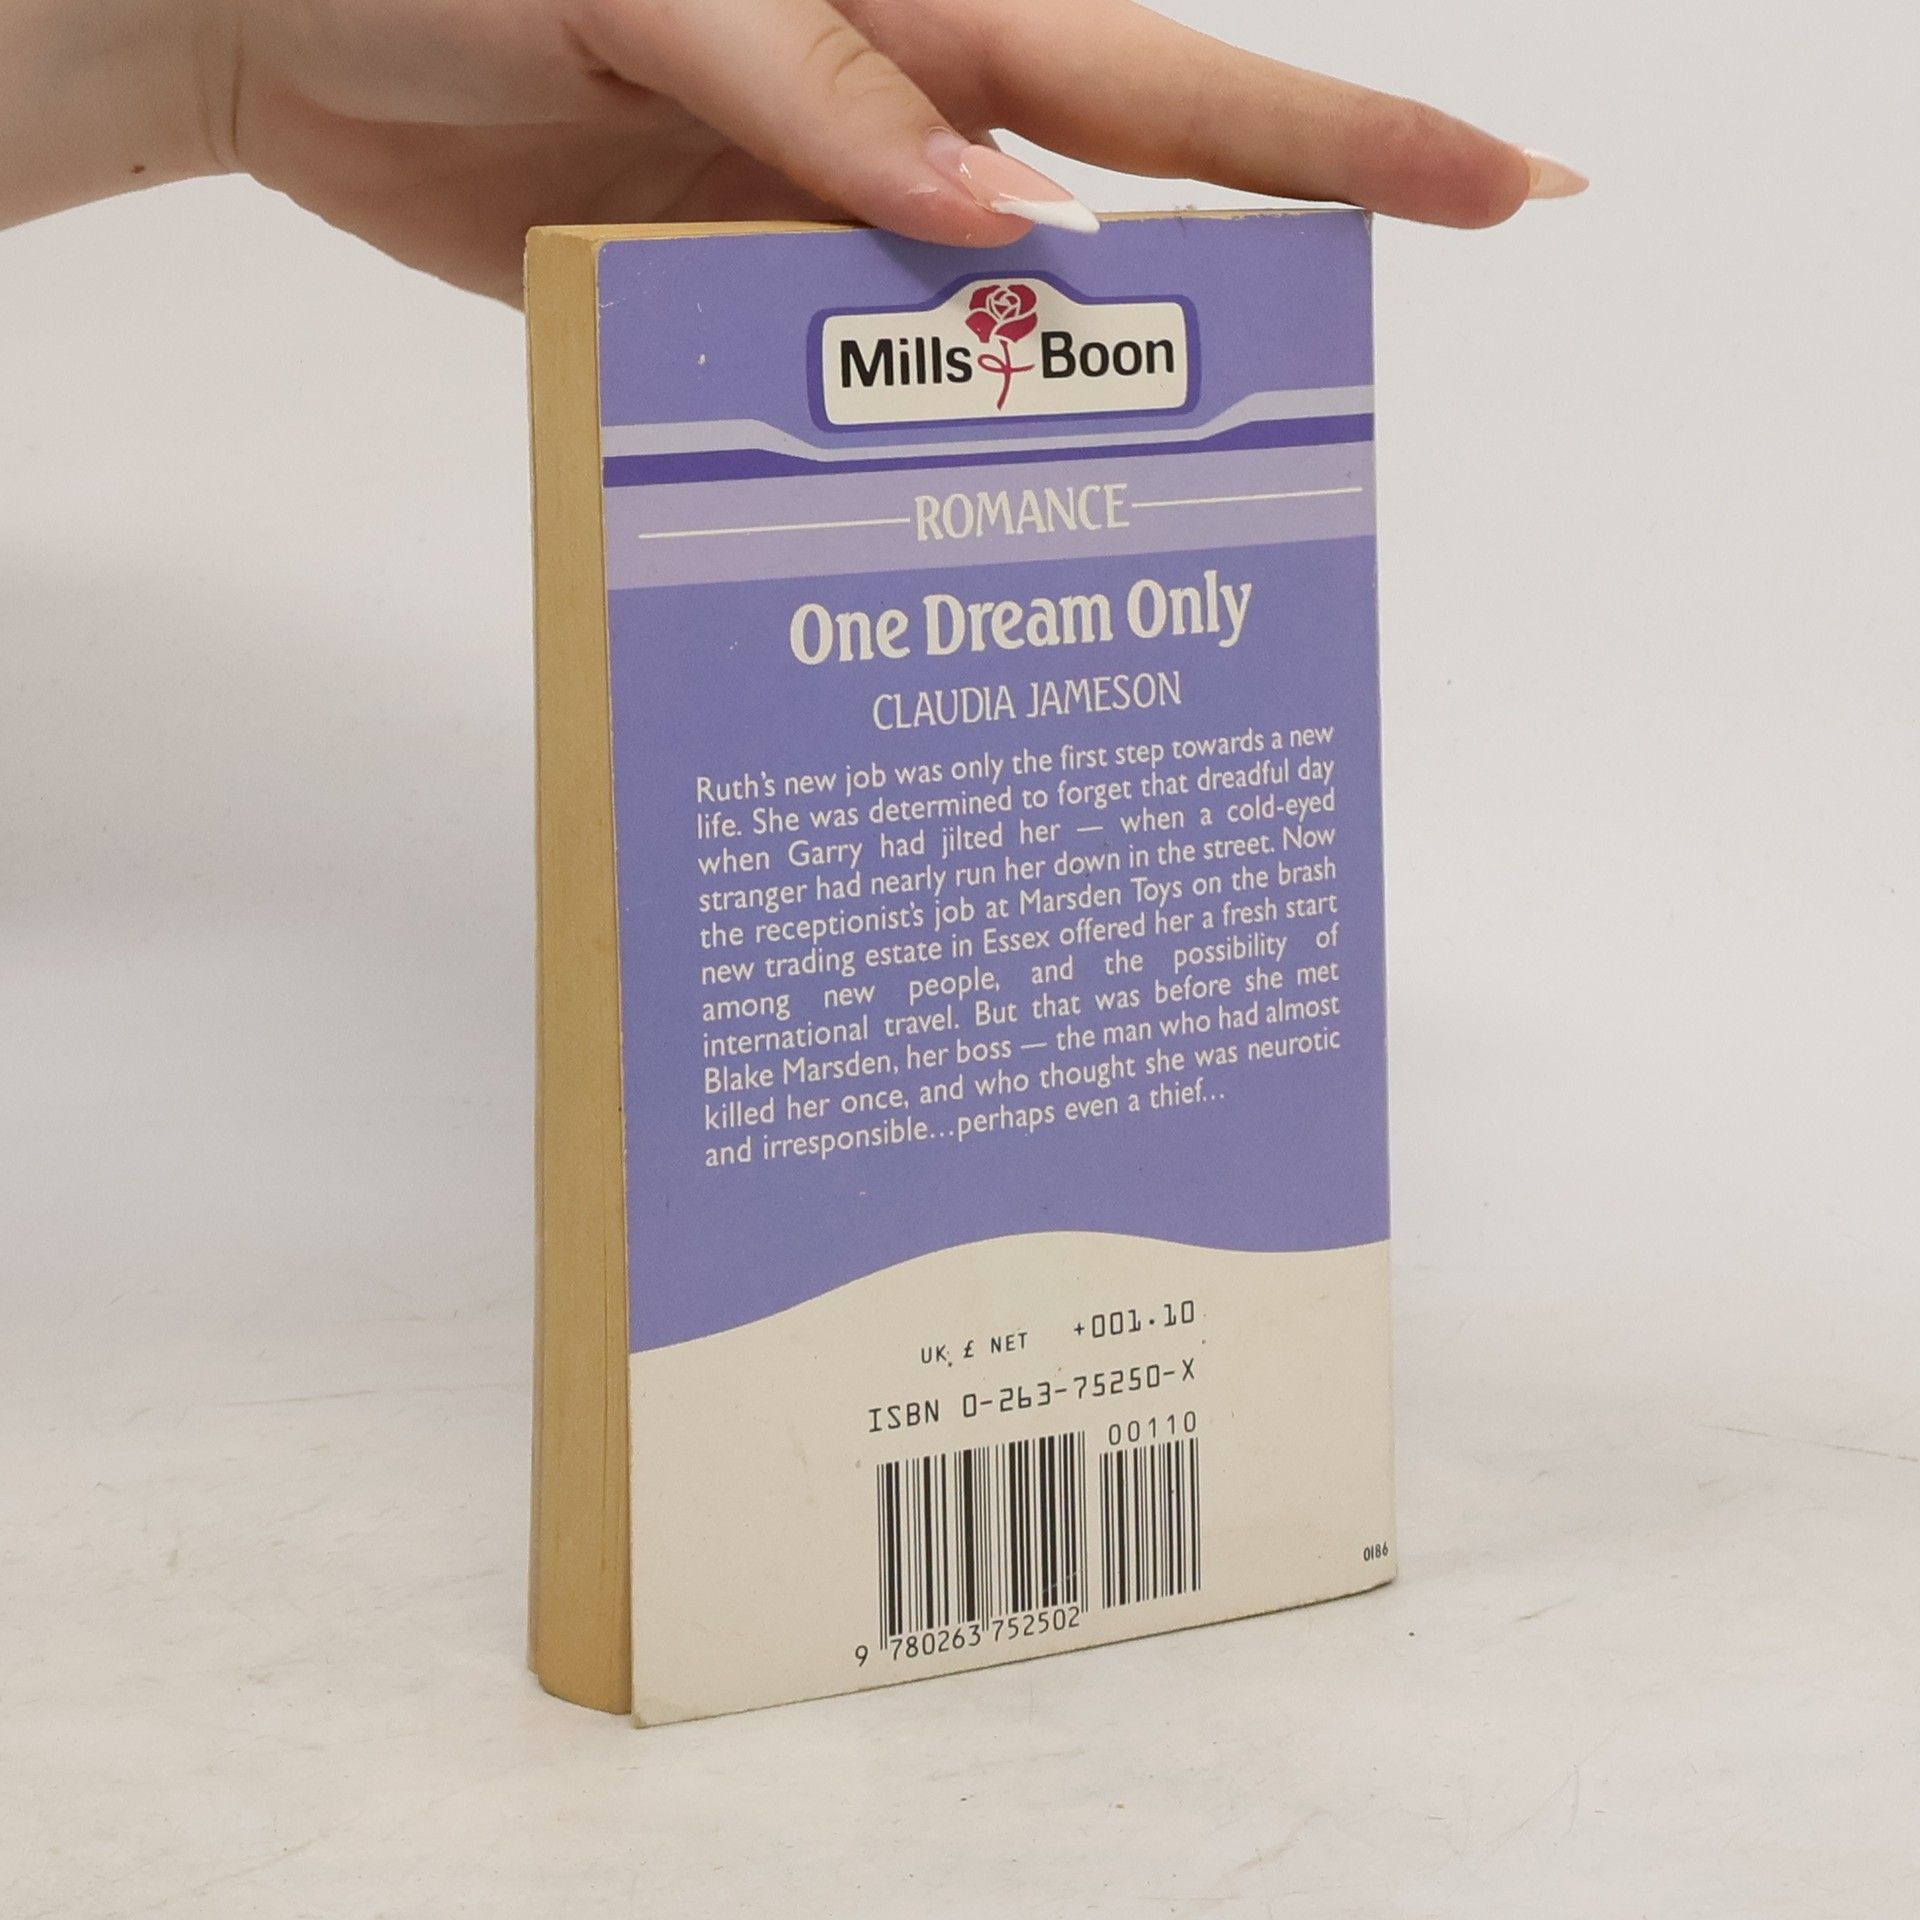 Mills & Boon
ROMANCE
One Dream Only
CLAUDIA JAMESON
Ruth's new job was only the first step towards a new
life. She was determined to forget that dreadful day
when Garry had jilted her — when a cold-eyed
stranger had nearly run her down in the street. Now
the receptionist's job at Marsden Toys on the brash
new trading estate in Essex offered her a fresh start
among new people, and the possibility of
international travel. But that was before she met
Blake Marsden, her boss — the man who had almost
killed her once, and who thought she was neurotic
and irresponsible...perhaps even a thief...
UK £ NET +001.10
ISBN 0-263-75250-X
00110
9 780263 752502
0186